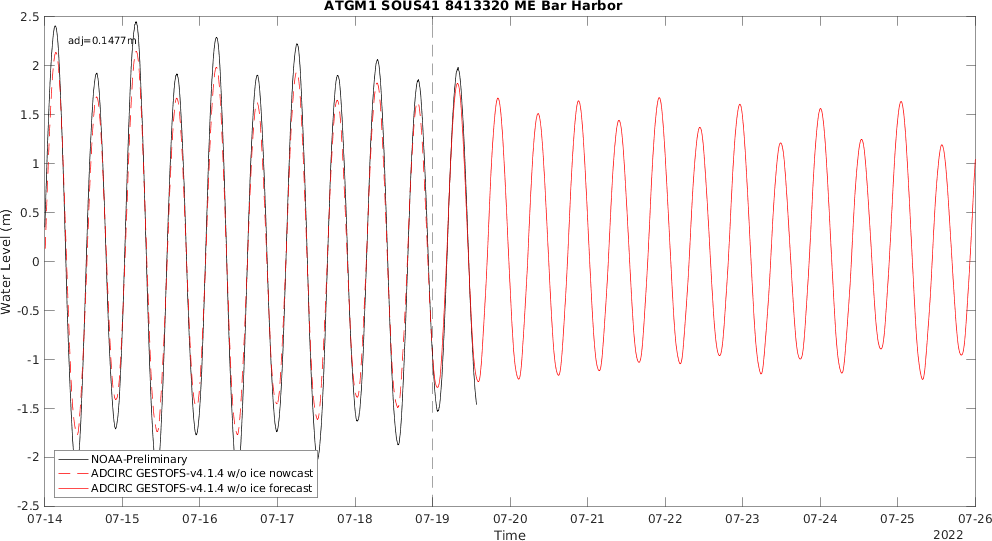 ATGM1 SOUS41 8413320 ME Bar Harbor
adj=0.1477m
Water Level (m)
2.5
2
1.5
1
0.5
0
-0.5
-1
-1.5
-2
-2.5
NOAA-Preliminary
ADCIRC GESTOFS-v4.1.4 w/o ice nowcast
ADCIRC GESTOFS-v4.1.4 w/o ice forecast
07-14 07-15 07-16 07-17 07-18 07-19 07-20 07-21 07-22 07-23 07-24 07-25 07-26
Time
2022